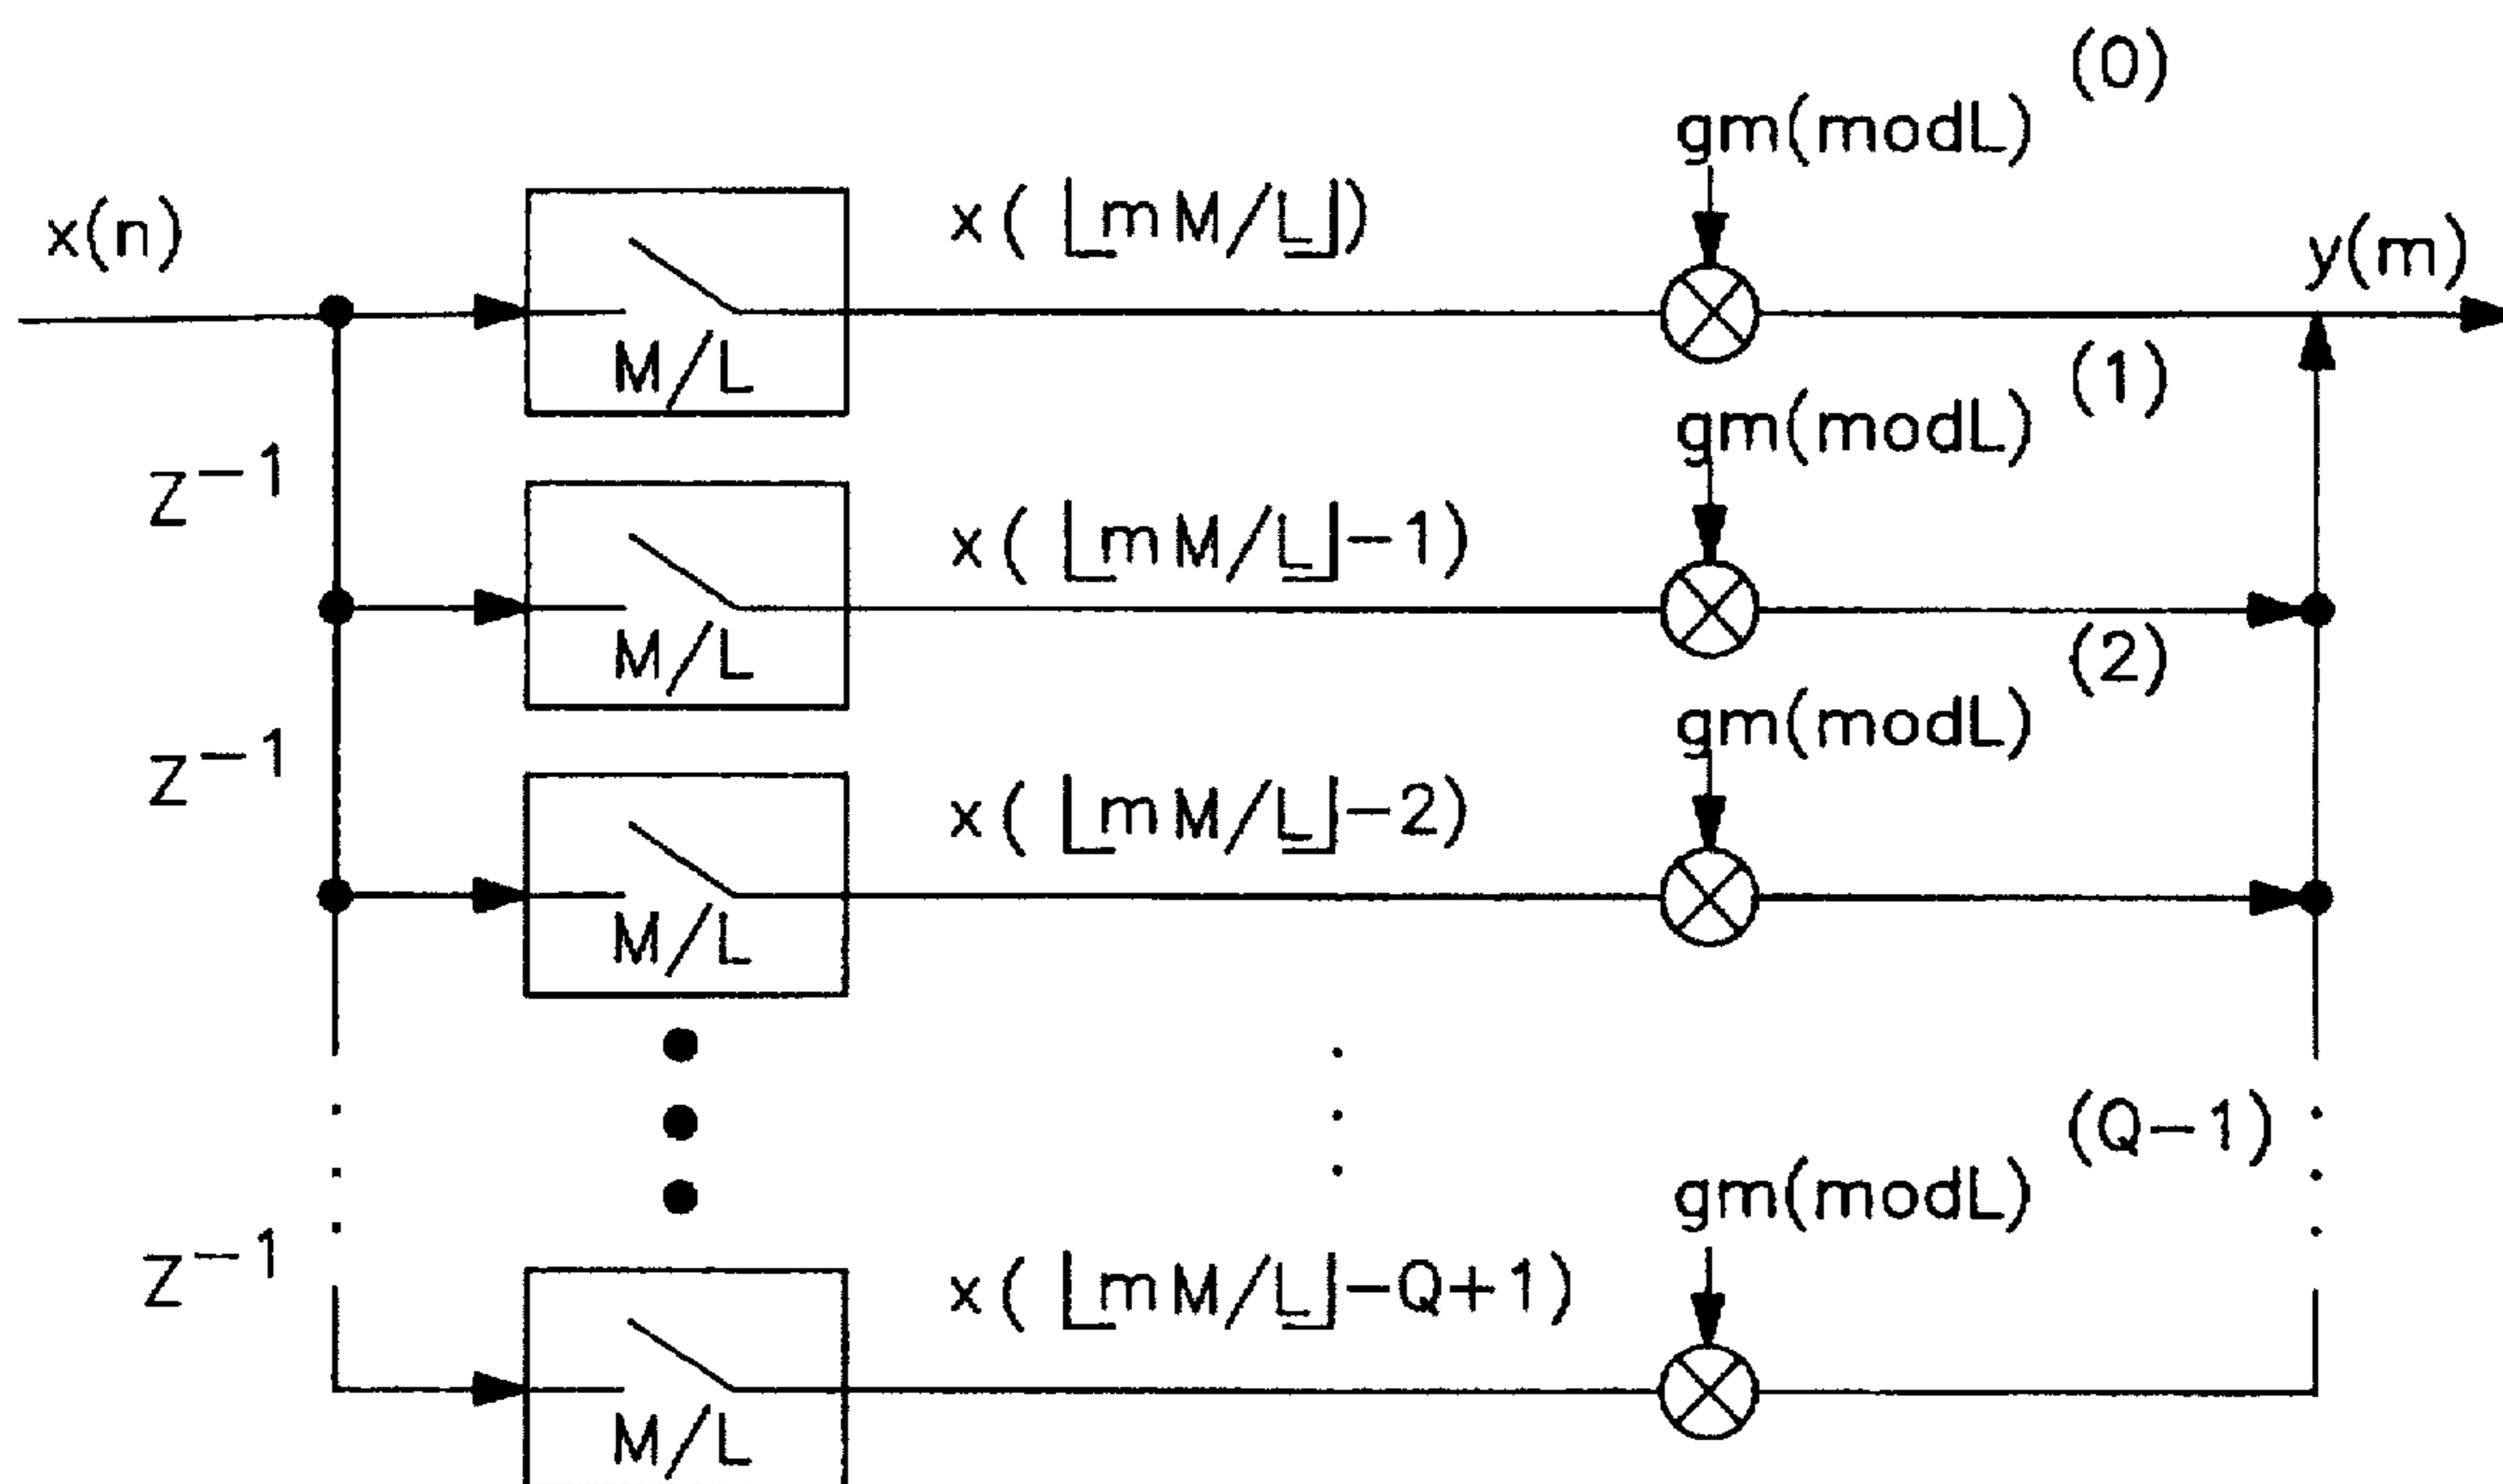 (0)
gm(modL)
x(n)
x(⌊mM/L⌋)
y(m)
M/L
(1)
gm(modL)
z⁻¹
x(⌊mM/L⌋-1)
M/L
(2)
gm(modL)
z⁻¹
x(⌊mM/L⌋-2)
M/L
(Q-1)
gm(modL)
z⁻¹
x(⌊mM/L⌋-Q+1)
M/L